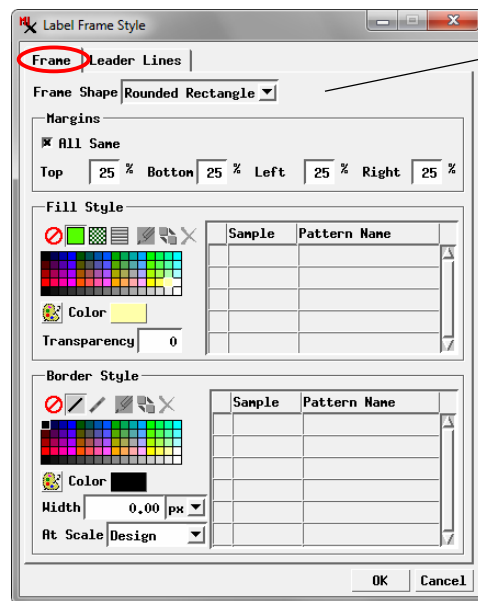 Label Frame Style
Frame Leader Lines
Frame Shape Rounded Rectangle
Margins
All Same
Top 25 % Bottom 25 % Left 25 % Right 25 %
Fill Style
Sample Pattern Name
Color
Transparency 0
Border Style
Sample Pattern Name
Color
Width 0.00 px
At Scale Design
OK Cancel